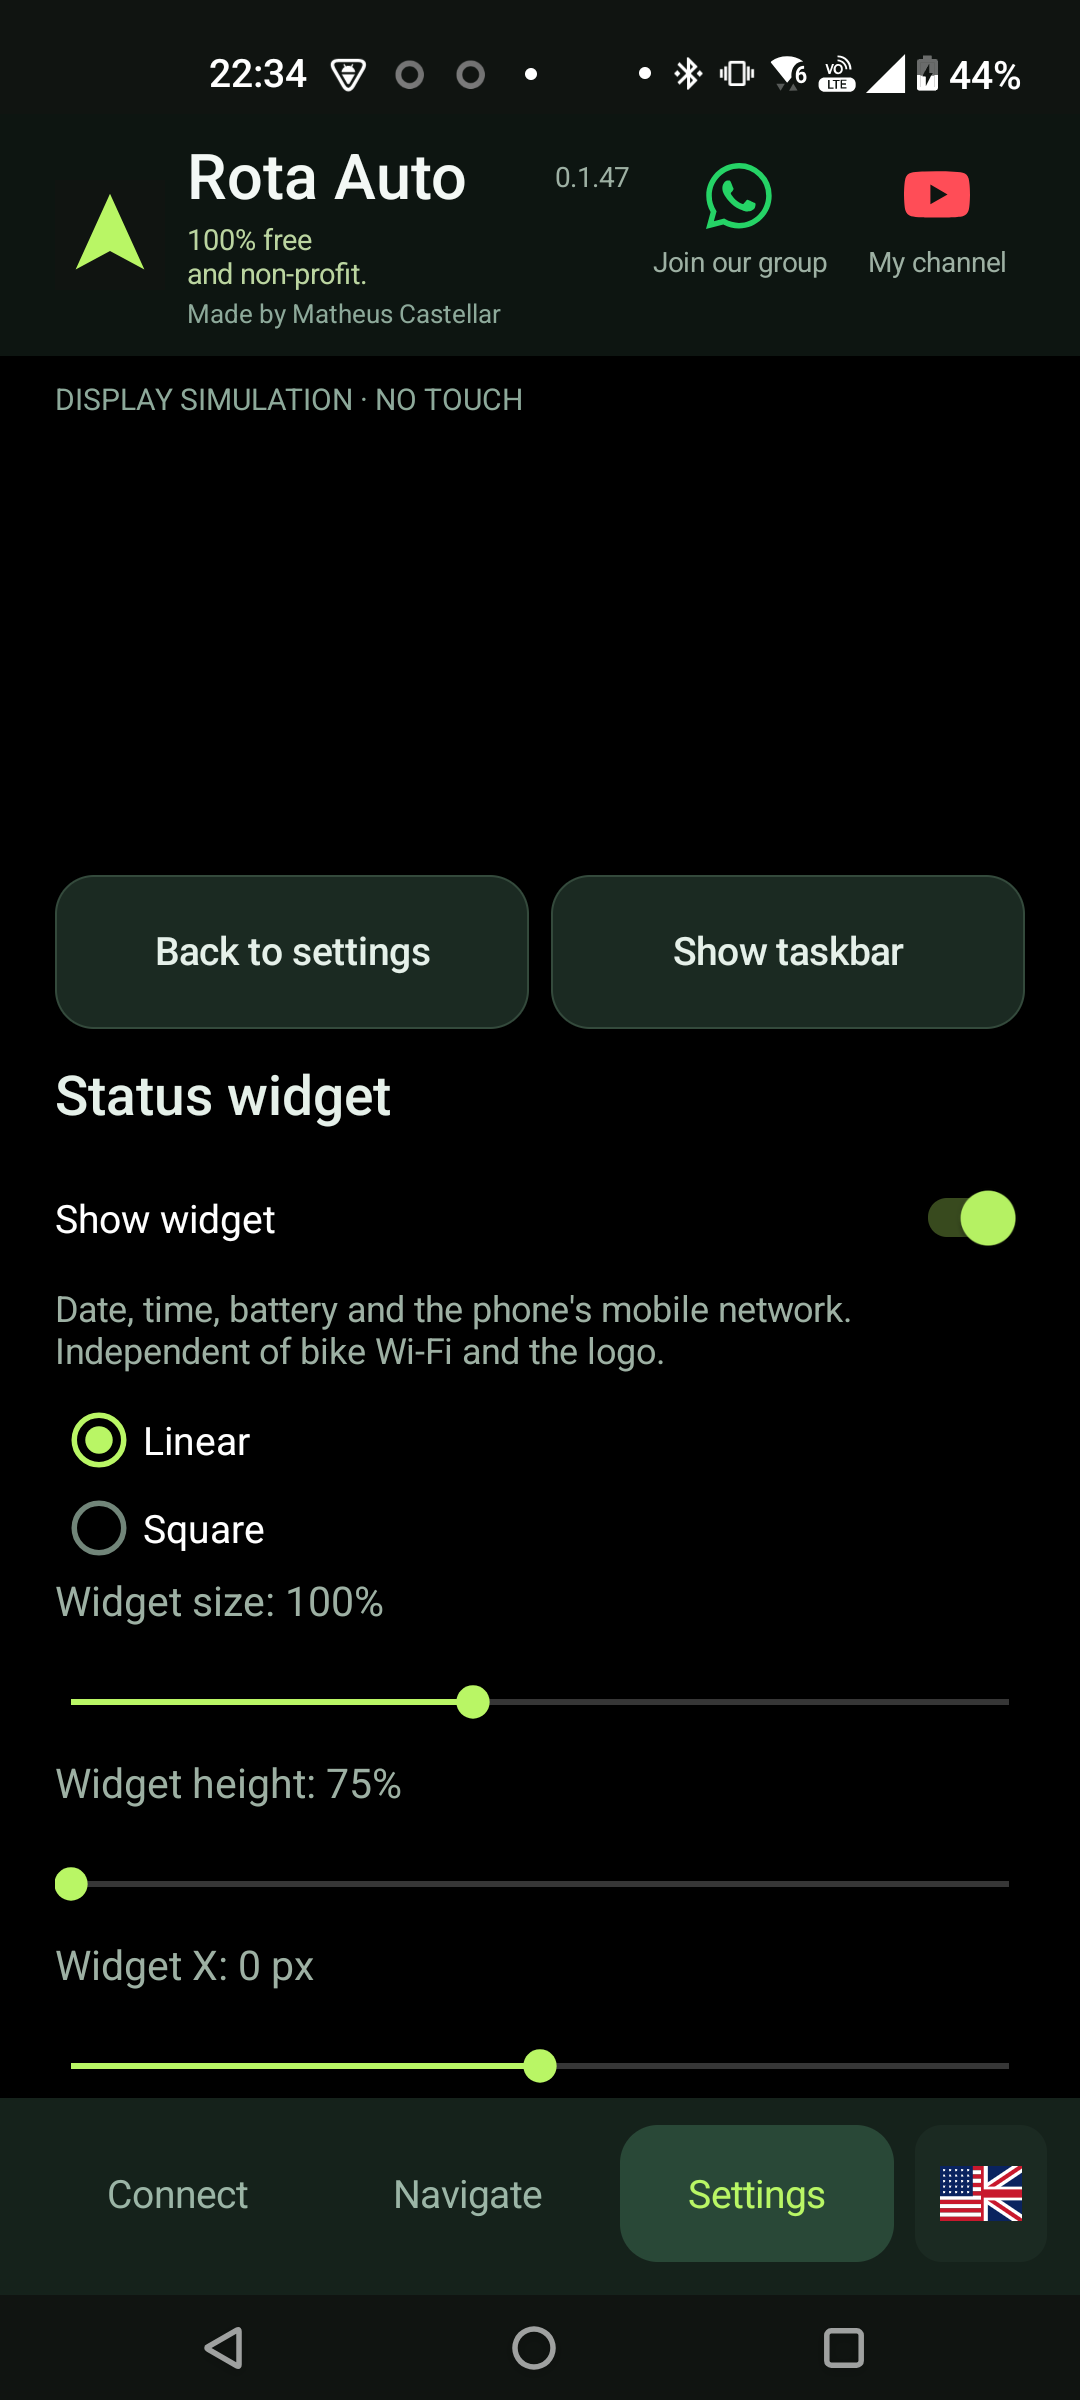 22:34
6
VO
LTE
44%
Rota Auto
0.1.47
100% free
and non-profit.
Made by Matheus Castellar
Join our group
My channel
DISPLAY SIMULATION · NO TOUCH
Back to settings
Show taskbar
Status widget
Show widget
Date, time, battery and the phone's mobile network.
Independent of bike Wi-Fi and the logo.
Linear
Square
Widget size: 100%
Widget height: 75%
Widget X: 0 px
Connect
Navigate
Settings